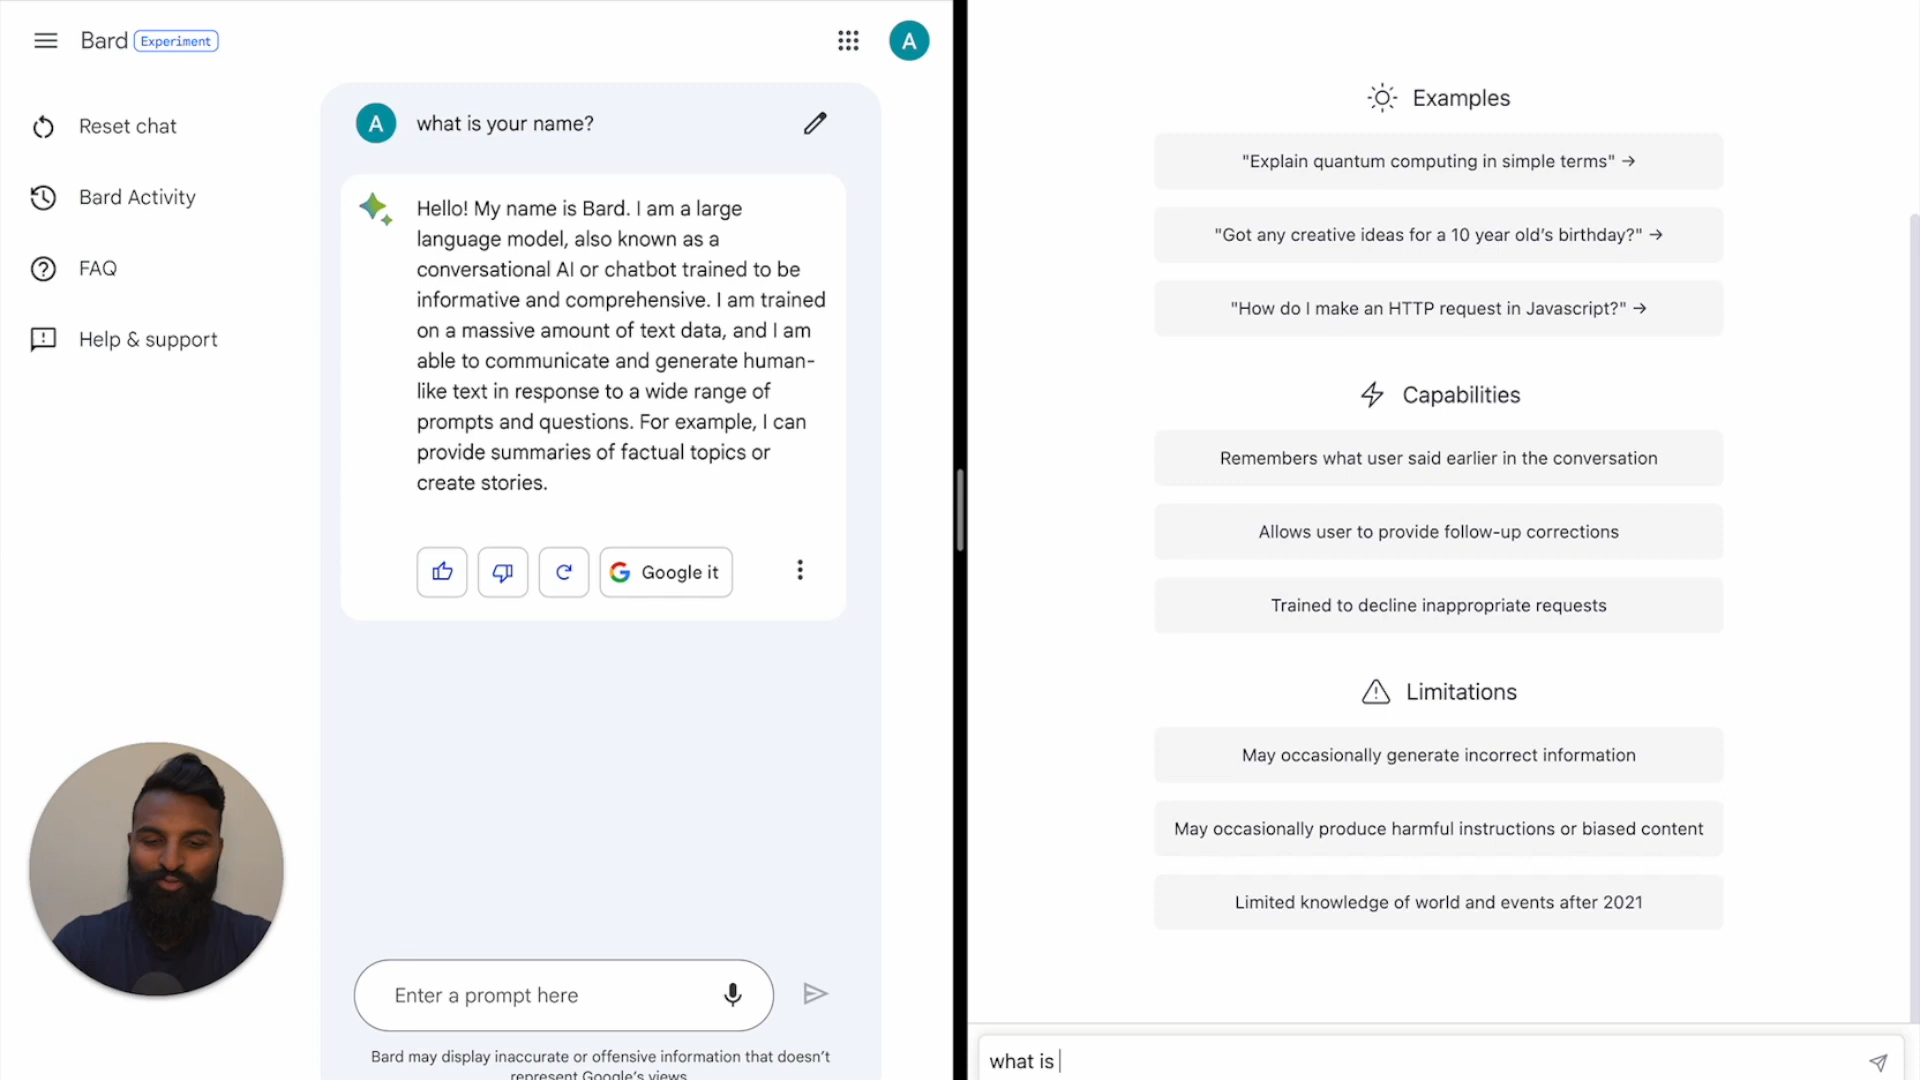 Bard Experiment
A
Reset chat
Bard Activity
FAQ
Help & support
A what is your name?
Hello! My name is Bard. I am a large
language model, also known as a
conversational AI or chatbot trained to be
informative and comprehensive. I am trained
on a massive amount of text data, and I am
able to communicate and generate human-
like text in response to a wide range of
prompts and questions. For example, I can
provide summaries of factual topics or
create stories.
Google it
Enter a prompt here
Bard may display inaccurate or offensive information that doesn't
represent Google's views.
Examples
"Explain quantum computing in simple terms" →
"Got any creative ideas for a 10 year old's birthday?" →
"How do I make an HTTP request in Javascript?" →
Capabilities
Remembers what user said earlier in the conversation
Allows user to provide follow-up corrections
Trained to decline inappropriate requests
Limitations
May occasionally generate incorrect information
May occasionally produce harmful instructions or biased content
Limited knowledge of world and events after 2021
what is